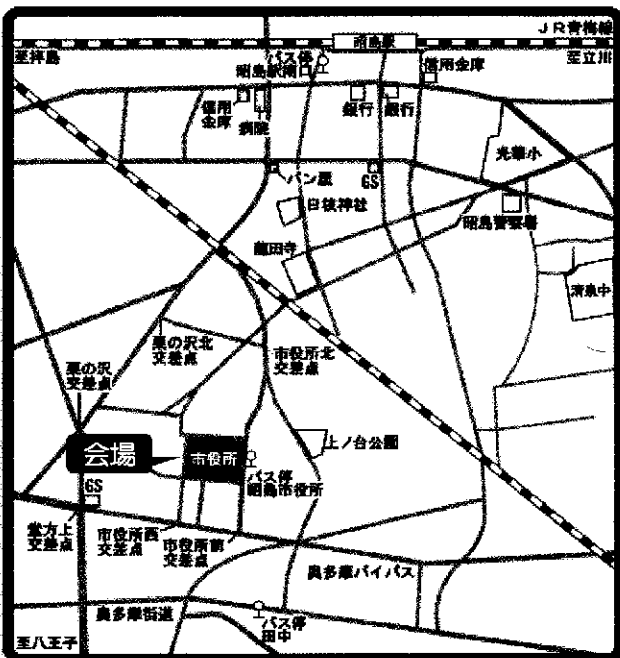 JR青梅線
昭島駅
至拝島
バス停
昭島駅南口
信用金庫
至立川
信用
金庫
病院
銀行
銀行
光華小
パン屋
GS
日枝神社
昭島警察署
龍田寺
清泉中
栗の沢
交差点
栗の沢北
交差点
市役所北
交差点
会場
市役所
上ノ台公園
バス停
昭島市役所
GS
堂方上
交差点
市役所西
交差点
市役所前
交差点
奥多摩バイパス
奥多摩街道
バス停
田中
至八王子